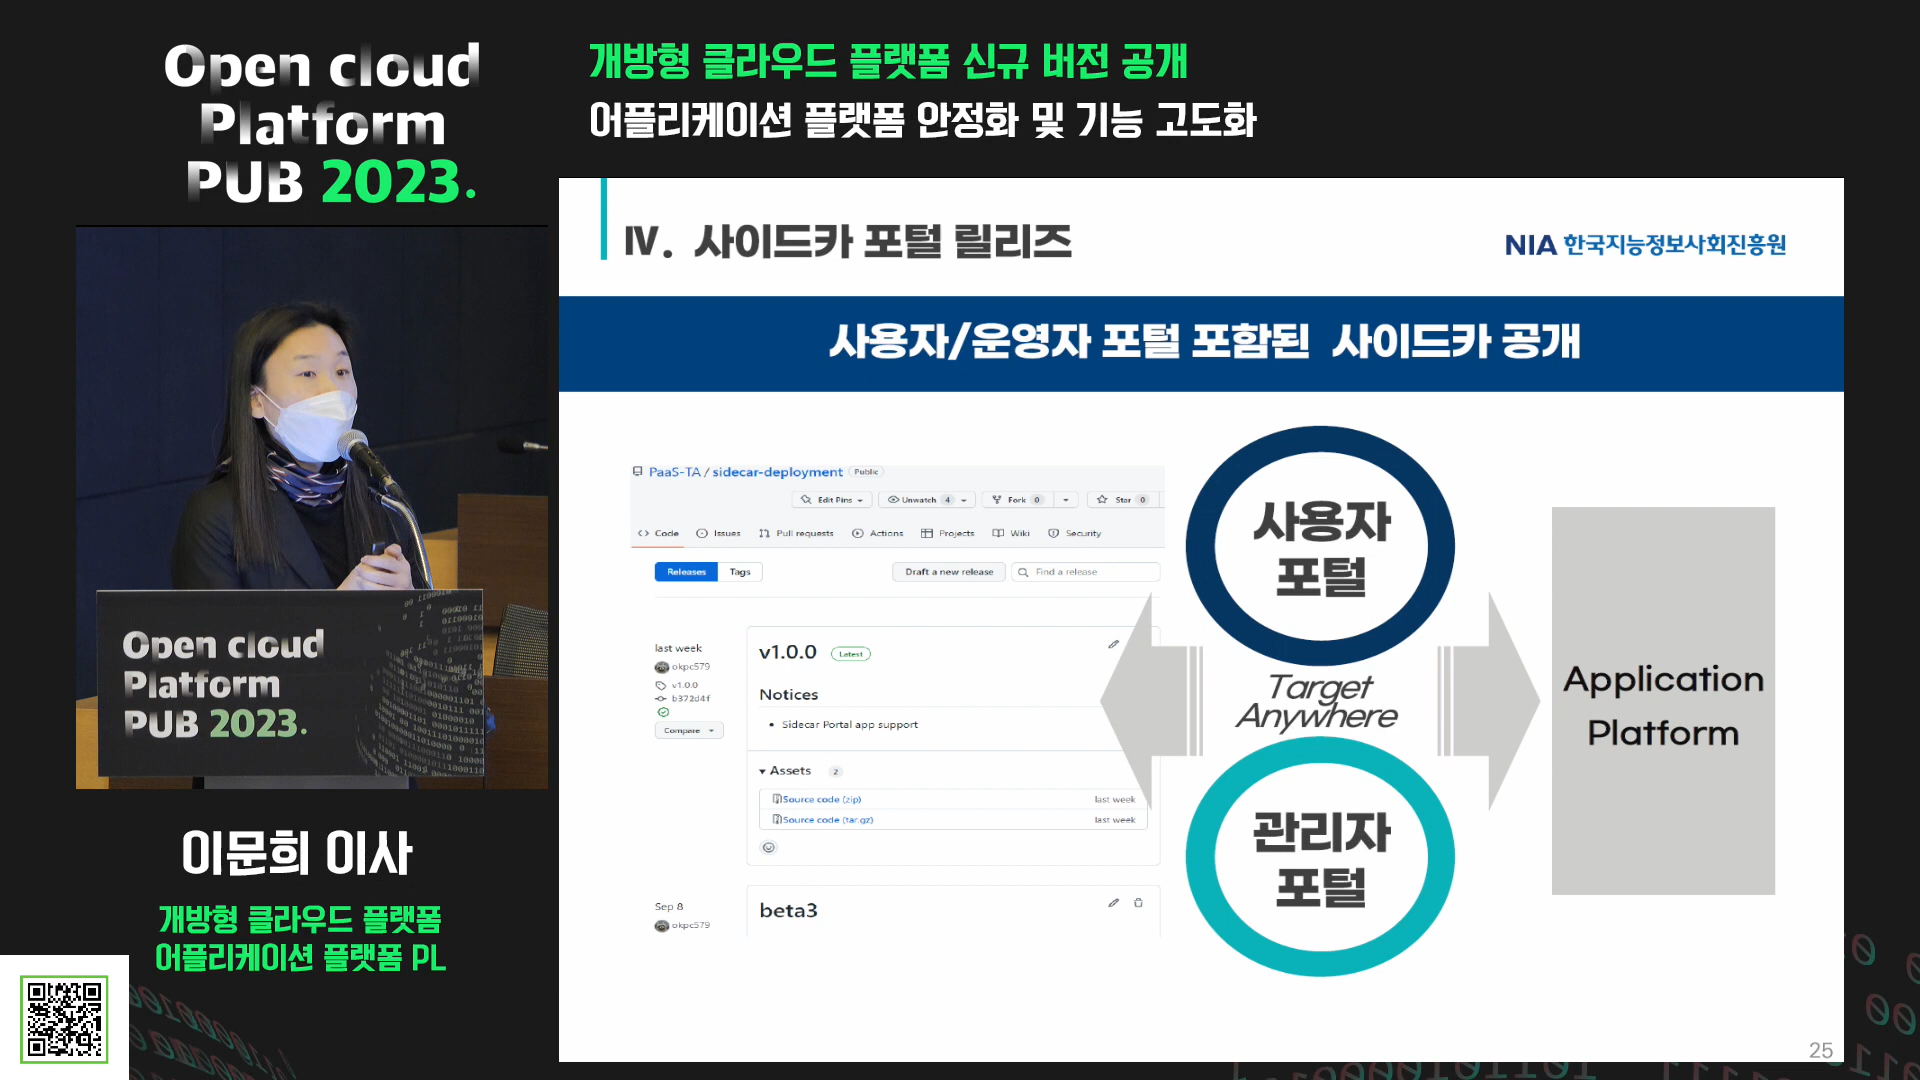 Open cloud
Platform
PUB 2023.
개방형 클라우드 플랫폼 신규 버전 공개
어플리케이션 플랫폼 안정화 및 기능 고도화
Ⅳ. 사이드카 포털 릴리즈
NIA 한국지능정보사회진흥원
사용자/운영자 포털 포함된 사이드카 공개
PaaS-TA / sidecar-deployment Public
Edit Pins Unwatch 4 Fork 0 Star 0
Code Issues Pull requests Actions Projects Wiki Security
Releases Tags Draft a new release Find a release
last week
okpc579
v1.0.0
b372d4f
Compare
v1.0.0 Latest
Notices
Sidecar Portal app support
Assets 2
Source code (zip) last week
Source code (tar.gz) last week
Sep 8
okpc579
beta3
사용자
포털
Target
Anywhere
관리자
포털
Application
Platform
25
Open cloud
Platform
PUB 2023.
이문희 이사
개방형 클라우드 플랫폼
어플리케이션 플랫폼 PL